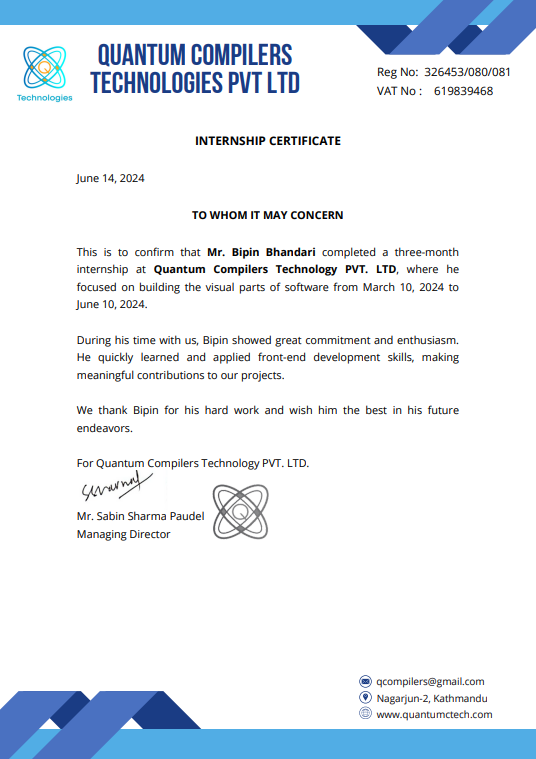 QUANTUM COMPILERS
TECHNOLOGIES PVT LTD
Technologies
Reg No: 326453/080/081
VAT No : 619839468
INTERNSHIP CERTIFICATE
June 14, 2024
TO WHOM IT MAY CONCERN
This is to confirm that Mr. Bipin Bhandari completed a three-month
internship at Quantum Compilers Technology PVT. LTD, where he
focused on building the visual parts of software from March 10, 2024 to
June 10, 2024.
During his time with us, Bipin showed great commitment and enthusiasm.
He quickly learned and applied front-end development skills, making
meaningful contributions to our projects.
We thank Bipin for his hard work and wish him the best in his future
endeavors.
For Quantum Compilers Technology PVT. LTD.
Mr. Sabin Sharma Paudel
Managing Director
qcompilers@gmail.com
Nagarjun-2, Kathmandu
www.quantumctech.com